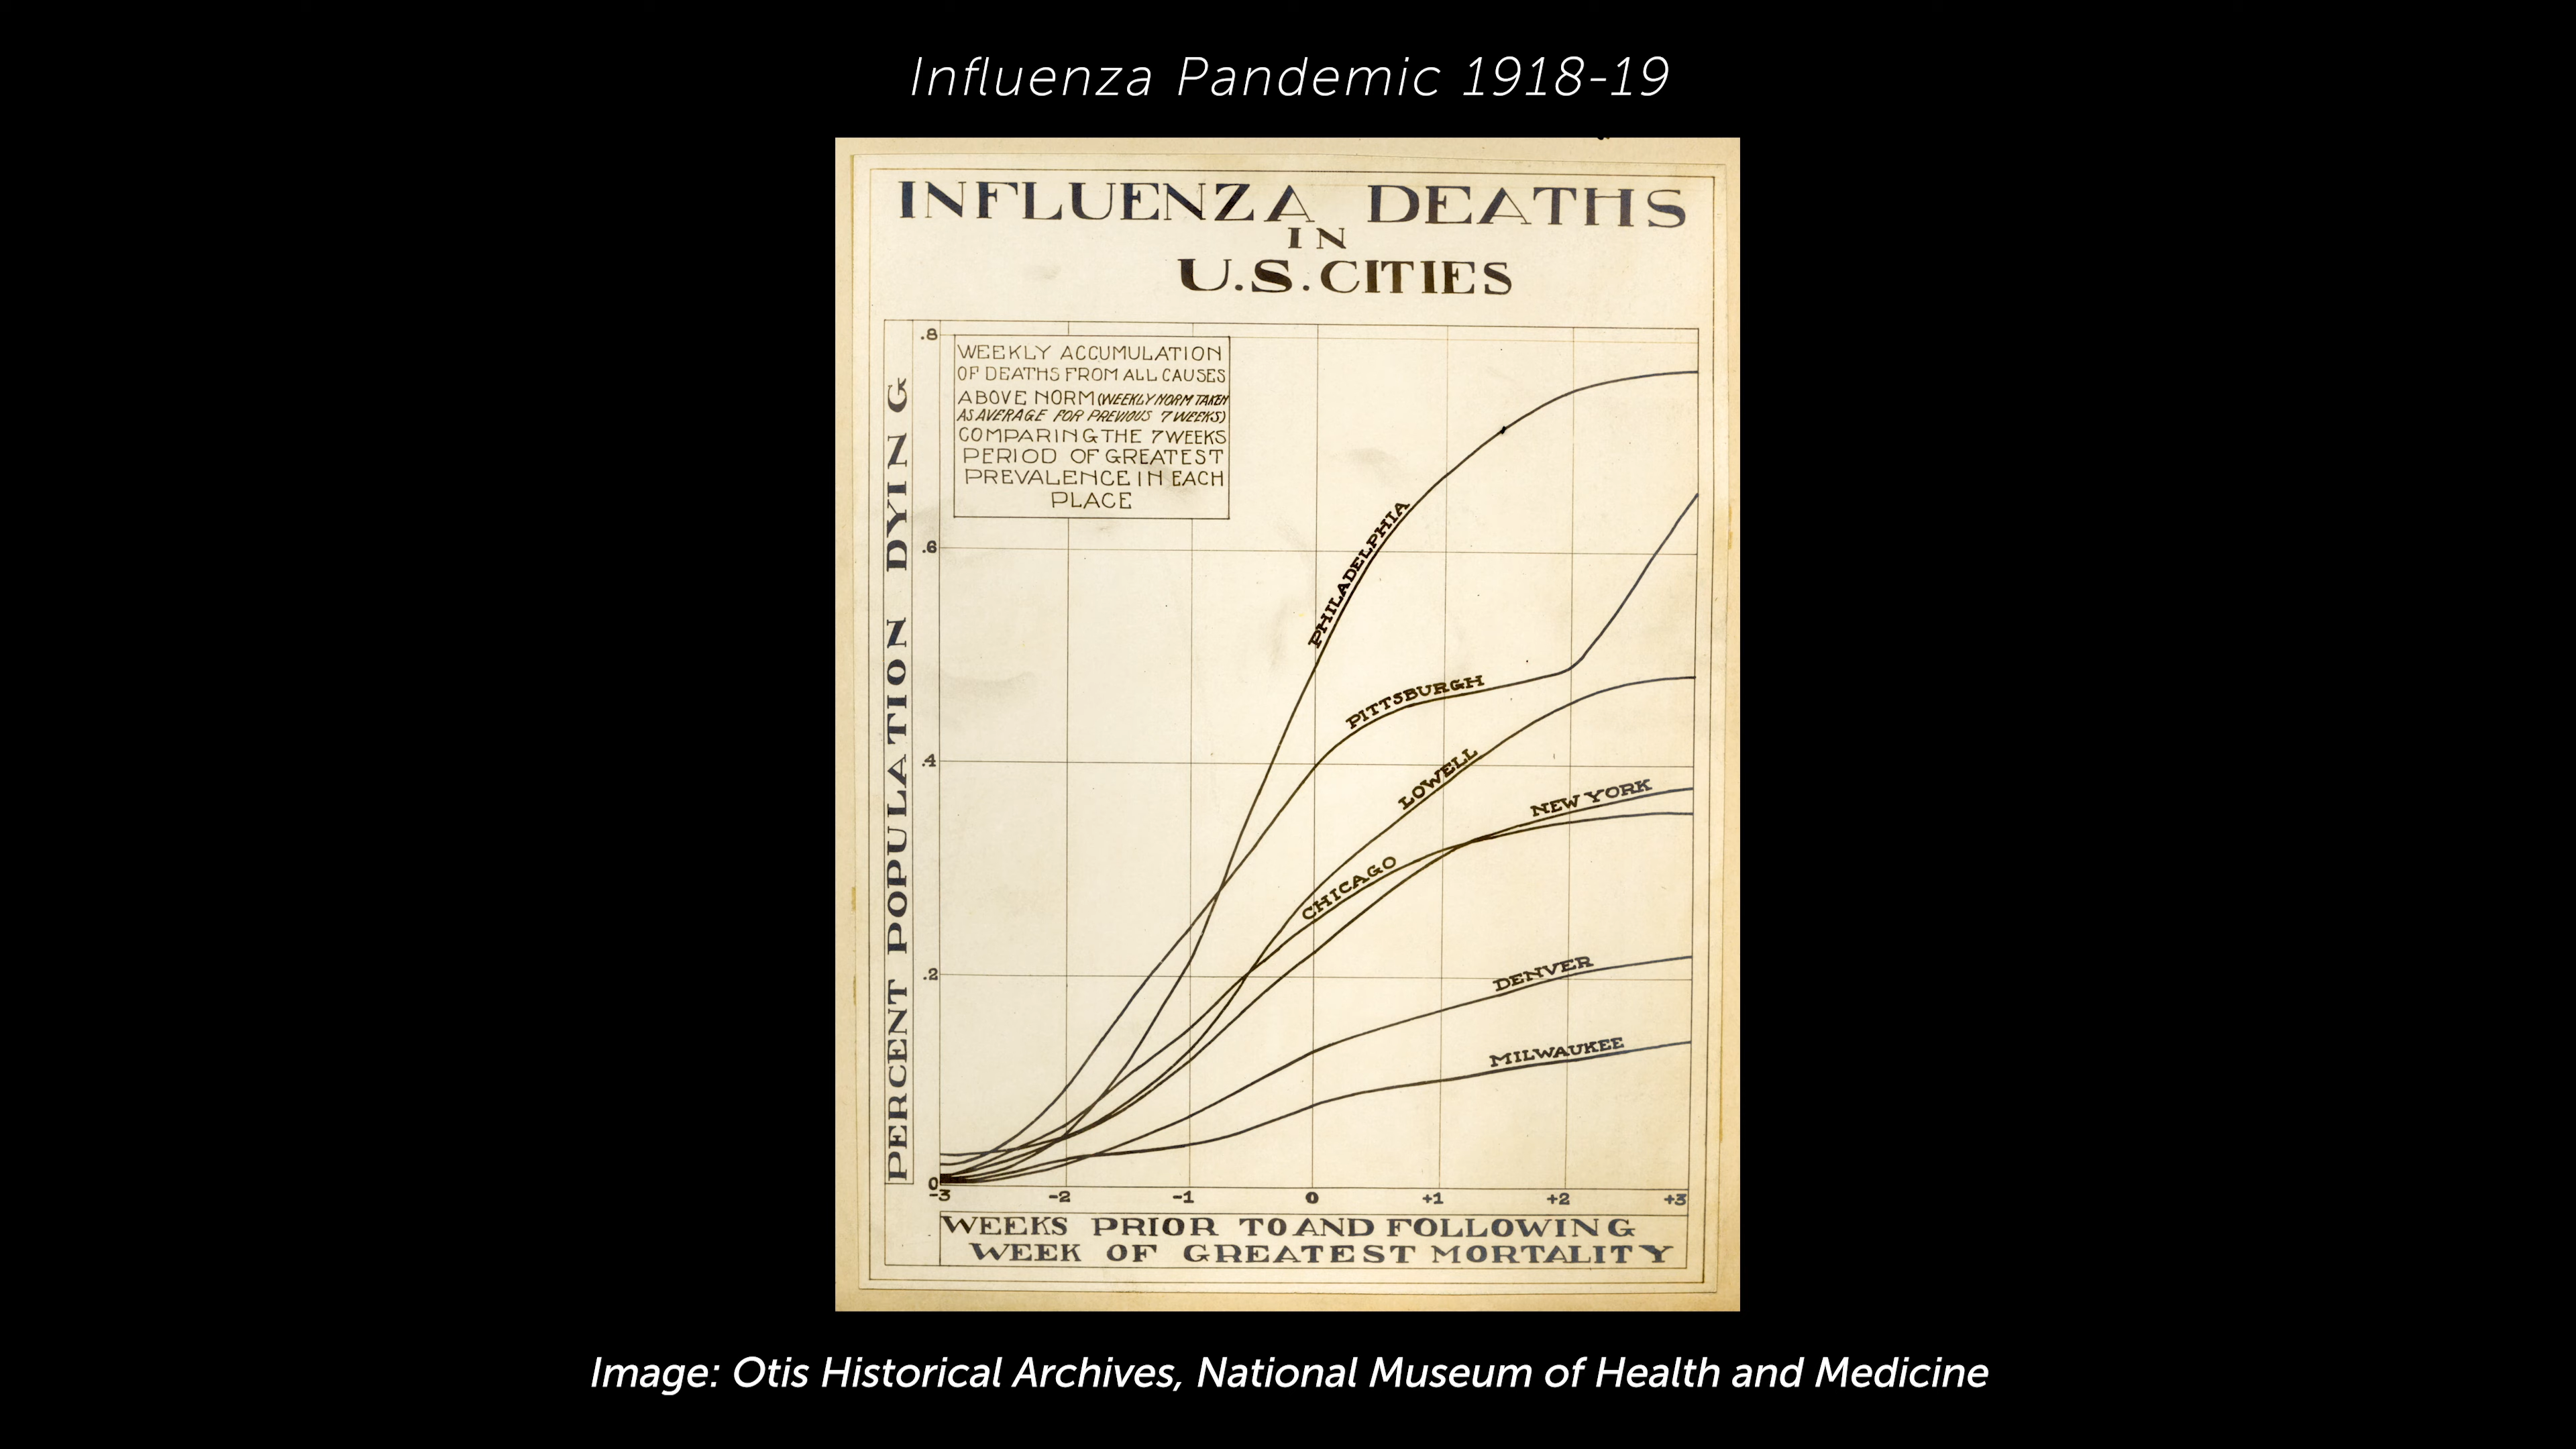 Influenza Pandemic 1918-19
INFLUENZA DEATHS
IN
U.S. CITIES
PERCENT POPULATION DYING
WEEKLY ACCUMULATION
OF DEATHS FROM ALL CAUSES
ABOVE NORM (WEEKLY NORM TAKEN
AS AVERAGE FOR PREVIOUS 7 WEEKS)
COMPARING THE 7 WEEKS
PERIOD OF GREATEST
PREVALENCE IN EACH
PLACE
.8
.6
.4
.2
0
PHILADELPHIA
PITTSBURGH
LOWELL
NEW YORK
CHICAGO
DENVER
MILWAUKEE
-3 -2 -1 0 +1 +2 +3
WEEKS PRIOR TO AND FOLLOWING
WEEK OF GREATEST MORTALITY
Image: Otis Historical Archives, National Museum of Health and Medicine